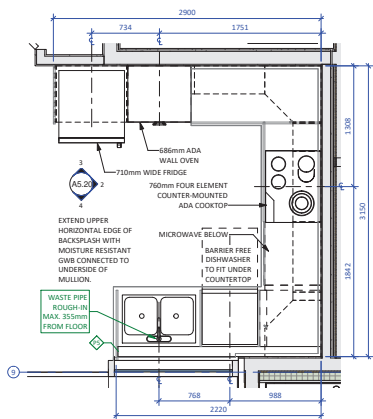 2900
734
1751
1308
3150
1842
686mm ADA
WALL OVEN
710mm WIDE FRIDGE
3
A5.20
2
4
760mm FOUR ELEMENT
COUNTER-MOUNTED
ADA COOKTOP
EXTEND UPPER
HORIZONTAL EDGE OF
BACKSPLASH WITH
MOISTURE RESISTANT
GWB CONNECTED TO
UNDERSIDE OF
MULLION.
MICROWAVE BELOW
BARRIER FREE
DISHWASHER
TO FIT UNDER
COUNTERTOP
WASTE PIPE
ROUGH-IN
MAX. 355mm
FROM FLOOR
9
768
988
2220